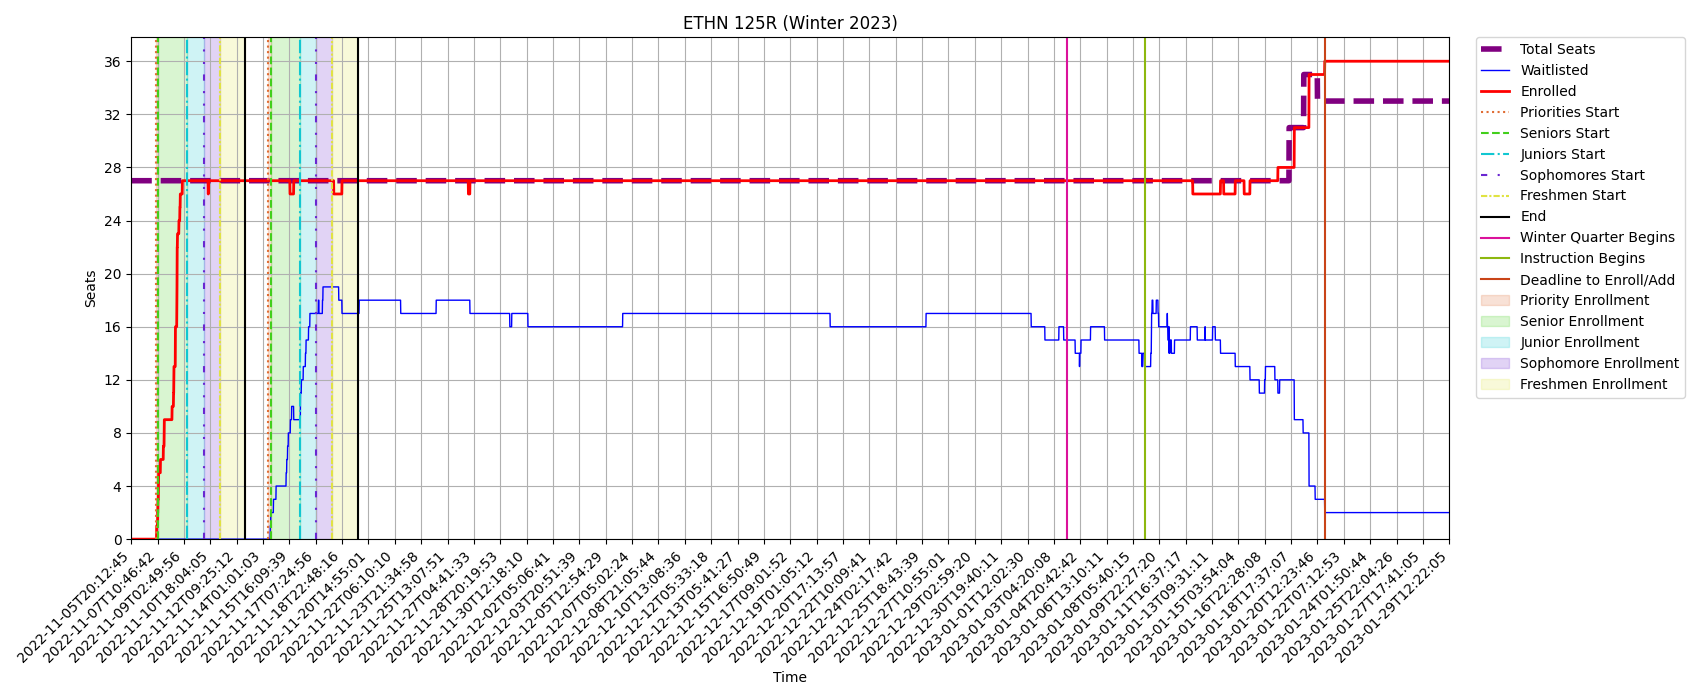 ETHN 125R (Winter 2023)
Seats
36
32
28
24
20
16
12
8
4
0
2022-11-05T20:12:45
2022-11-07T10:46:42
2022-11-09T02:49:56
2022-11-10T18:04:05
2022-11-12T09:25:12
2022-11-14T01:01:03
2022-11-15T16:09:39
2022-11-17T07:24:56
2022-11-18T22:48:16
2022-11-20T14:55:01
2022-11-22T06:10:10
2022-11-23T21:34:58
2022-11-25T13:07:51
2022-11-27T04:41:33
2022-11-28T20:19:53
2022-11-30T12:18:10
2022-12-02T05:06:41
2022-12-03T20:51:39
2022-12-05T12:54:29
2022-12-07T05:02:24
2022-12-08T21:05:44
2022-12-10T13:08:36
2022-12-12T05:33:18
2022-12-13T05:41:27
2022-12-15T16:50:49
2022-12-17T09:01:52
2022-12-19T01:05:12
2022-12-20T17:13:57
2022-12-22T10:09:41
2022-12-24T02:17:42
2022-12-25T18:43:39
2022-12-27T10:55:01
2022-12-29T02:59:20
2022-12-30T19:40:11
2023-01-01T12:02:30
2023-01-03T04:20:08
2023-01-04T20:42:42
2023-01-06T13:10:11
2023-01-08T05:40:15
2023-01-09T22:27:20
2023-01-11T16:37:17
2023-01-13T09:31:11
2023-01-15T03:54:04
2023-01-16T22:28:08
2023-01-18T17:37:07
2023-01-20T12:23:46
2023-01-22T07:12:53
2023-01-24T01:50:44
2023-01-25T22:04:26
2023-01-27T17:41:05
2023-01-29T12:22:05
Time
Total Seats
Waitlisted
Enrolled
Priorities Start
Seniors Start
Juniors Start
Sophomores Start
Freshmen Start
End
Winter Quarter Begins
Instruction Begins
Deadline to Enroll/Add
Priority Enrollment
Senior Enrollment
Junior Enrollment
Sophomore Enrollment
Freshmen Enrollment